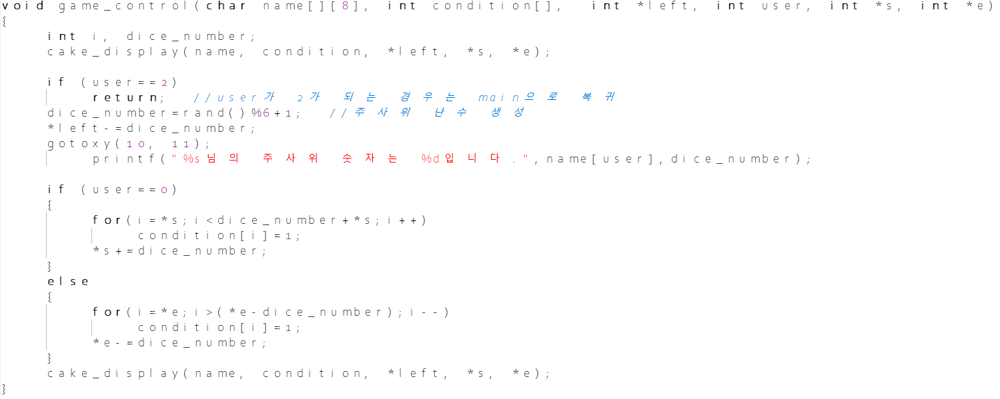 void game_control(char name[][8], int condition[], int *left, int user, int *s, int *e)
{
int i, dice_number;
cake_display(name, condition, *left, *s, *e);
if (user==2)
return; //user가 2가 되는 경우는 main으로 복귀
dice_number=rand()%6+1; //주사위 난수 생성
*left-=dice_number;
gotoxy(10, 11);
printf("%s님의 주사위 숫자는 %d입니다.",name[user],dice_number);
if (user==0)
{
for(i=*s;i<dice_number+*s;i++)
condition[i]=1;
*s+=dice_number;
}
else
{
for(i=*e;i>(*e-dice_number);i--)
condition[i]=1;
*e-=dice_number;
}
cake_display(name, condition, *left, *s, *e);
}